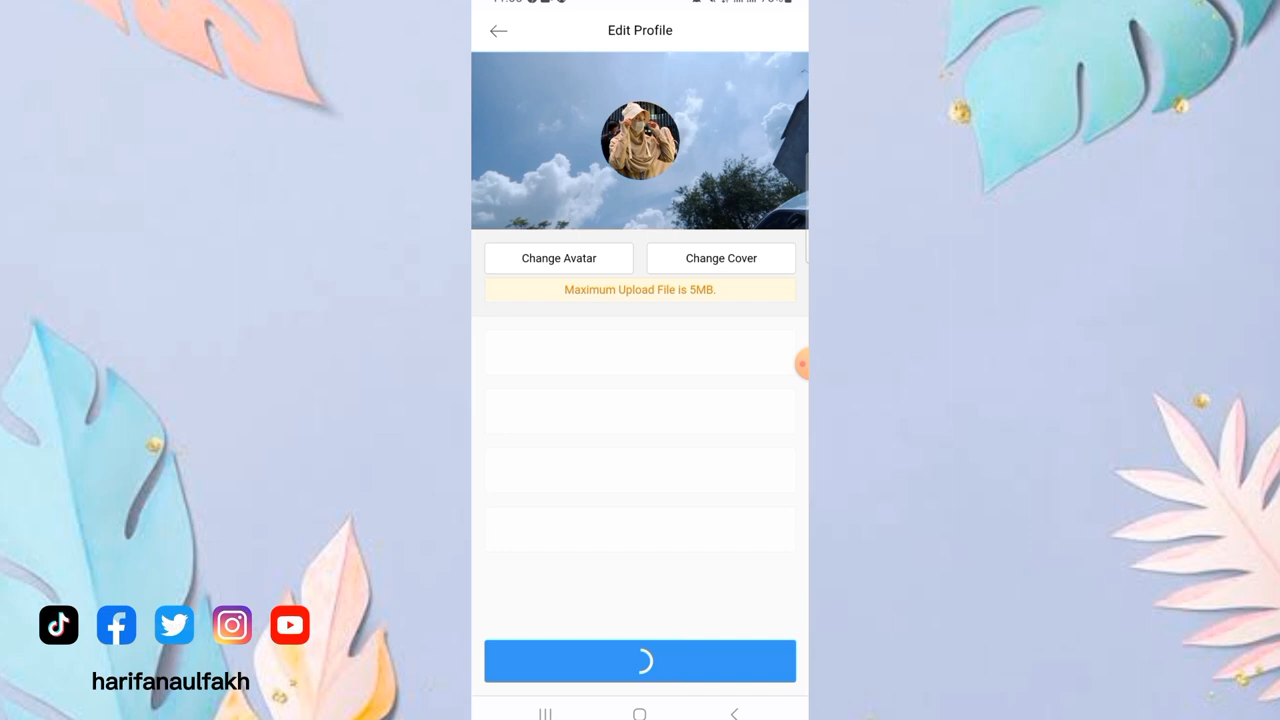 Edit Profile
Change Avatar
Change Cover
Maximum Upload File is 5MB.
harifanaulfakh